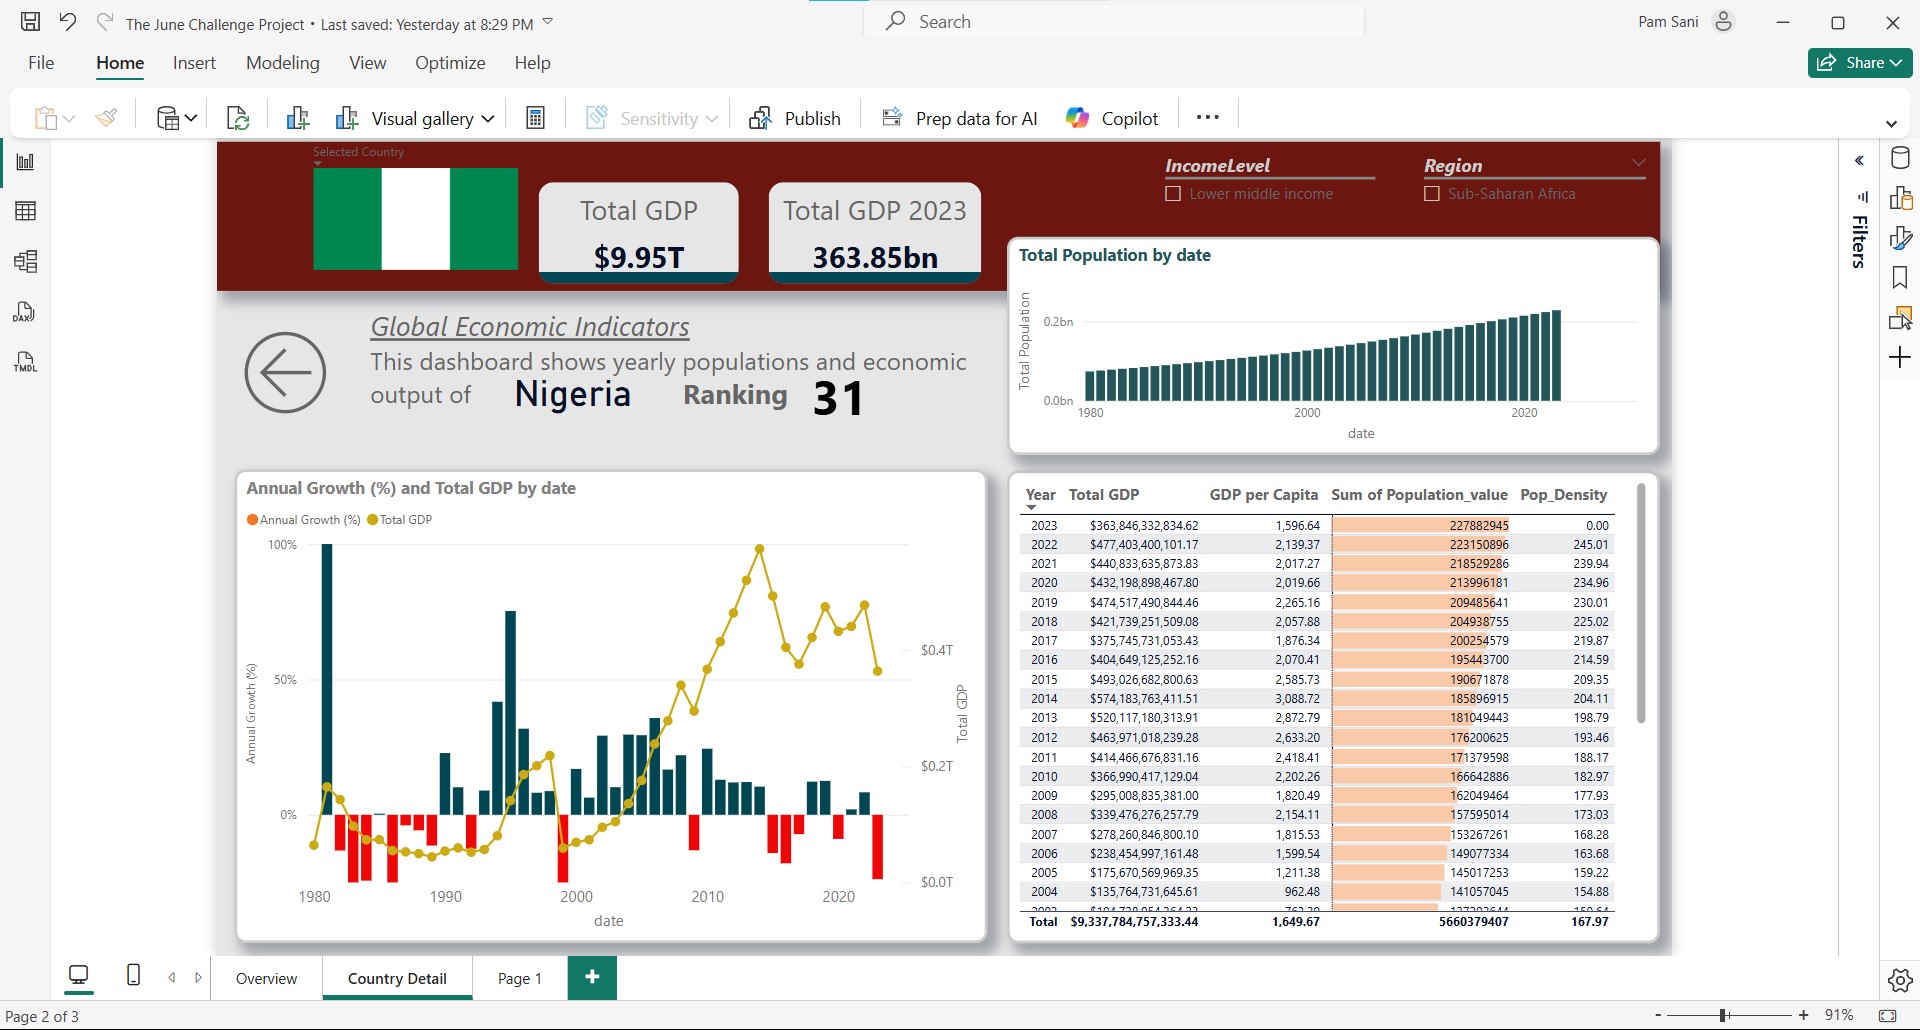 The June Challenge Project • Last saved: Yesterday at 8:29 PM
Search
Pam Sani
File Home Insert Modeling View Optimize Help
Share
Visual gallery
Sensitivity
Publish
Prep data for AI
Copilot
Selected Country
Total GDP
$9.95T
Total GDP 2023
363.85bn
IncomeLevel
Lower middle income
Region
Sub-Saharan Africa
Filters
DAX
TMDL
Global Economic Indicators
This dashboard shows yearly populations and economic
output of Nigeria Ranking 31
Total Population by date
Total Population
0.2bn
0.0bn
1980 2000 2020
date
Annual Growth (%) and Total GDP by date
Annual Growth (%) Total GDP
100%
50%
0%
Annual Growth (%)
$0.4T
$0.2T
$0.0T
Total GDP
1980 1990 2000 2010 2020
date
Year Total GDP GDP per Capita Sum of Population_value Pop_Density
2023 $363,846,332,834.62 1,596.64 227882945 0.00
2022 $477,403,400,101.17 2,139.37 223150896 245.01
2021 $440,833,635,873.83 2,017.27 218529286 239.94
2020 $432,198,898,467.80 2,019.66 213996181 234.96
2019 $474,517,490,844.46 2,265.16 209485641 230.01
2018 $421,739,251,509.08 2,057.88 204938755 225.02
2017 $375,745,731,053.43 1,876.34 200254579 219.87
2016 $404,649,125,252.16 2,070.41 195443700 214.59
2015 $493,026,682,800.63 2,585.73 190671878 209.35
2014 $574,183,763,411.51 3,088.72 185896915 204.11
2013 $520,117,180,313.91 2,872.79 181049443 198.79
2012 $463,971,018,239.28 2,633.20 176200625 193.46
2011 $414,466,676,831.16 2,418.41 171379598 188.17
2010 $366,990,417,129.04 2,202.26 166642886 182.97
2009 $295,008,835,381.00 1,820.49 162049464 177.93
2008 $339,476,276,257.79 2,154.11 157595014 173.03
2007 $278,260,846,800.10 1,815.53 153267261 168.28
2006 $238,454,997,161.48 1,599.54 149077334 163.68
2005 $175,670,569,969.35 1,211.38 145017253 159.22
2004 $135,764,731,645.61 962.48 141057045 154.88
Total $9,337,784,757,333.44 1,649.67 5660379407 167.97
Overview Country Detail Page 1
Page 2 of 3
91%